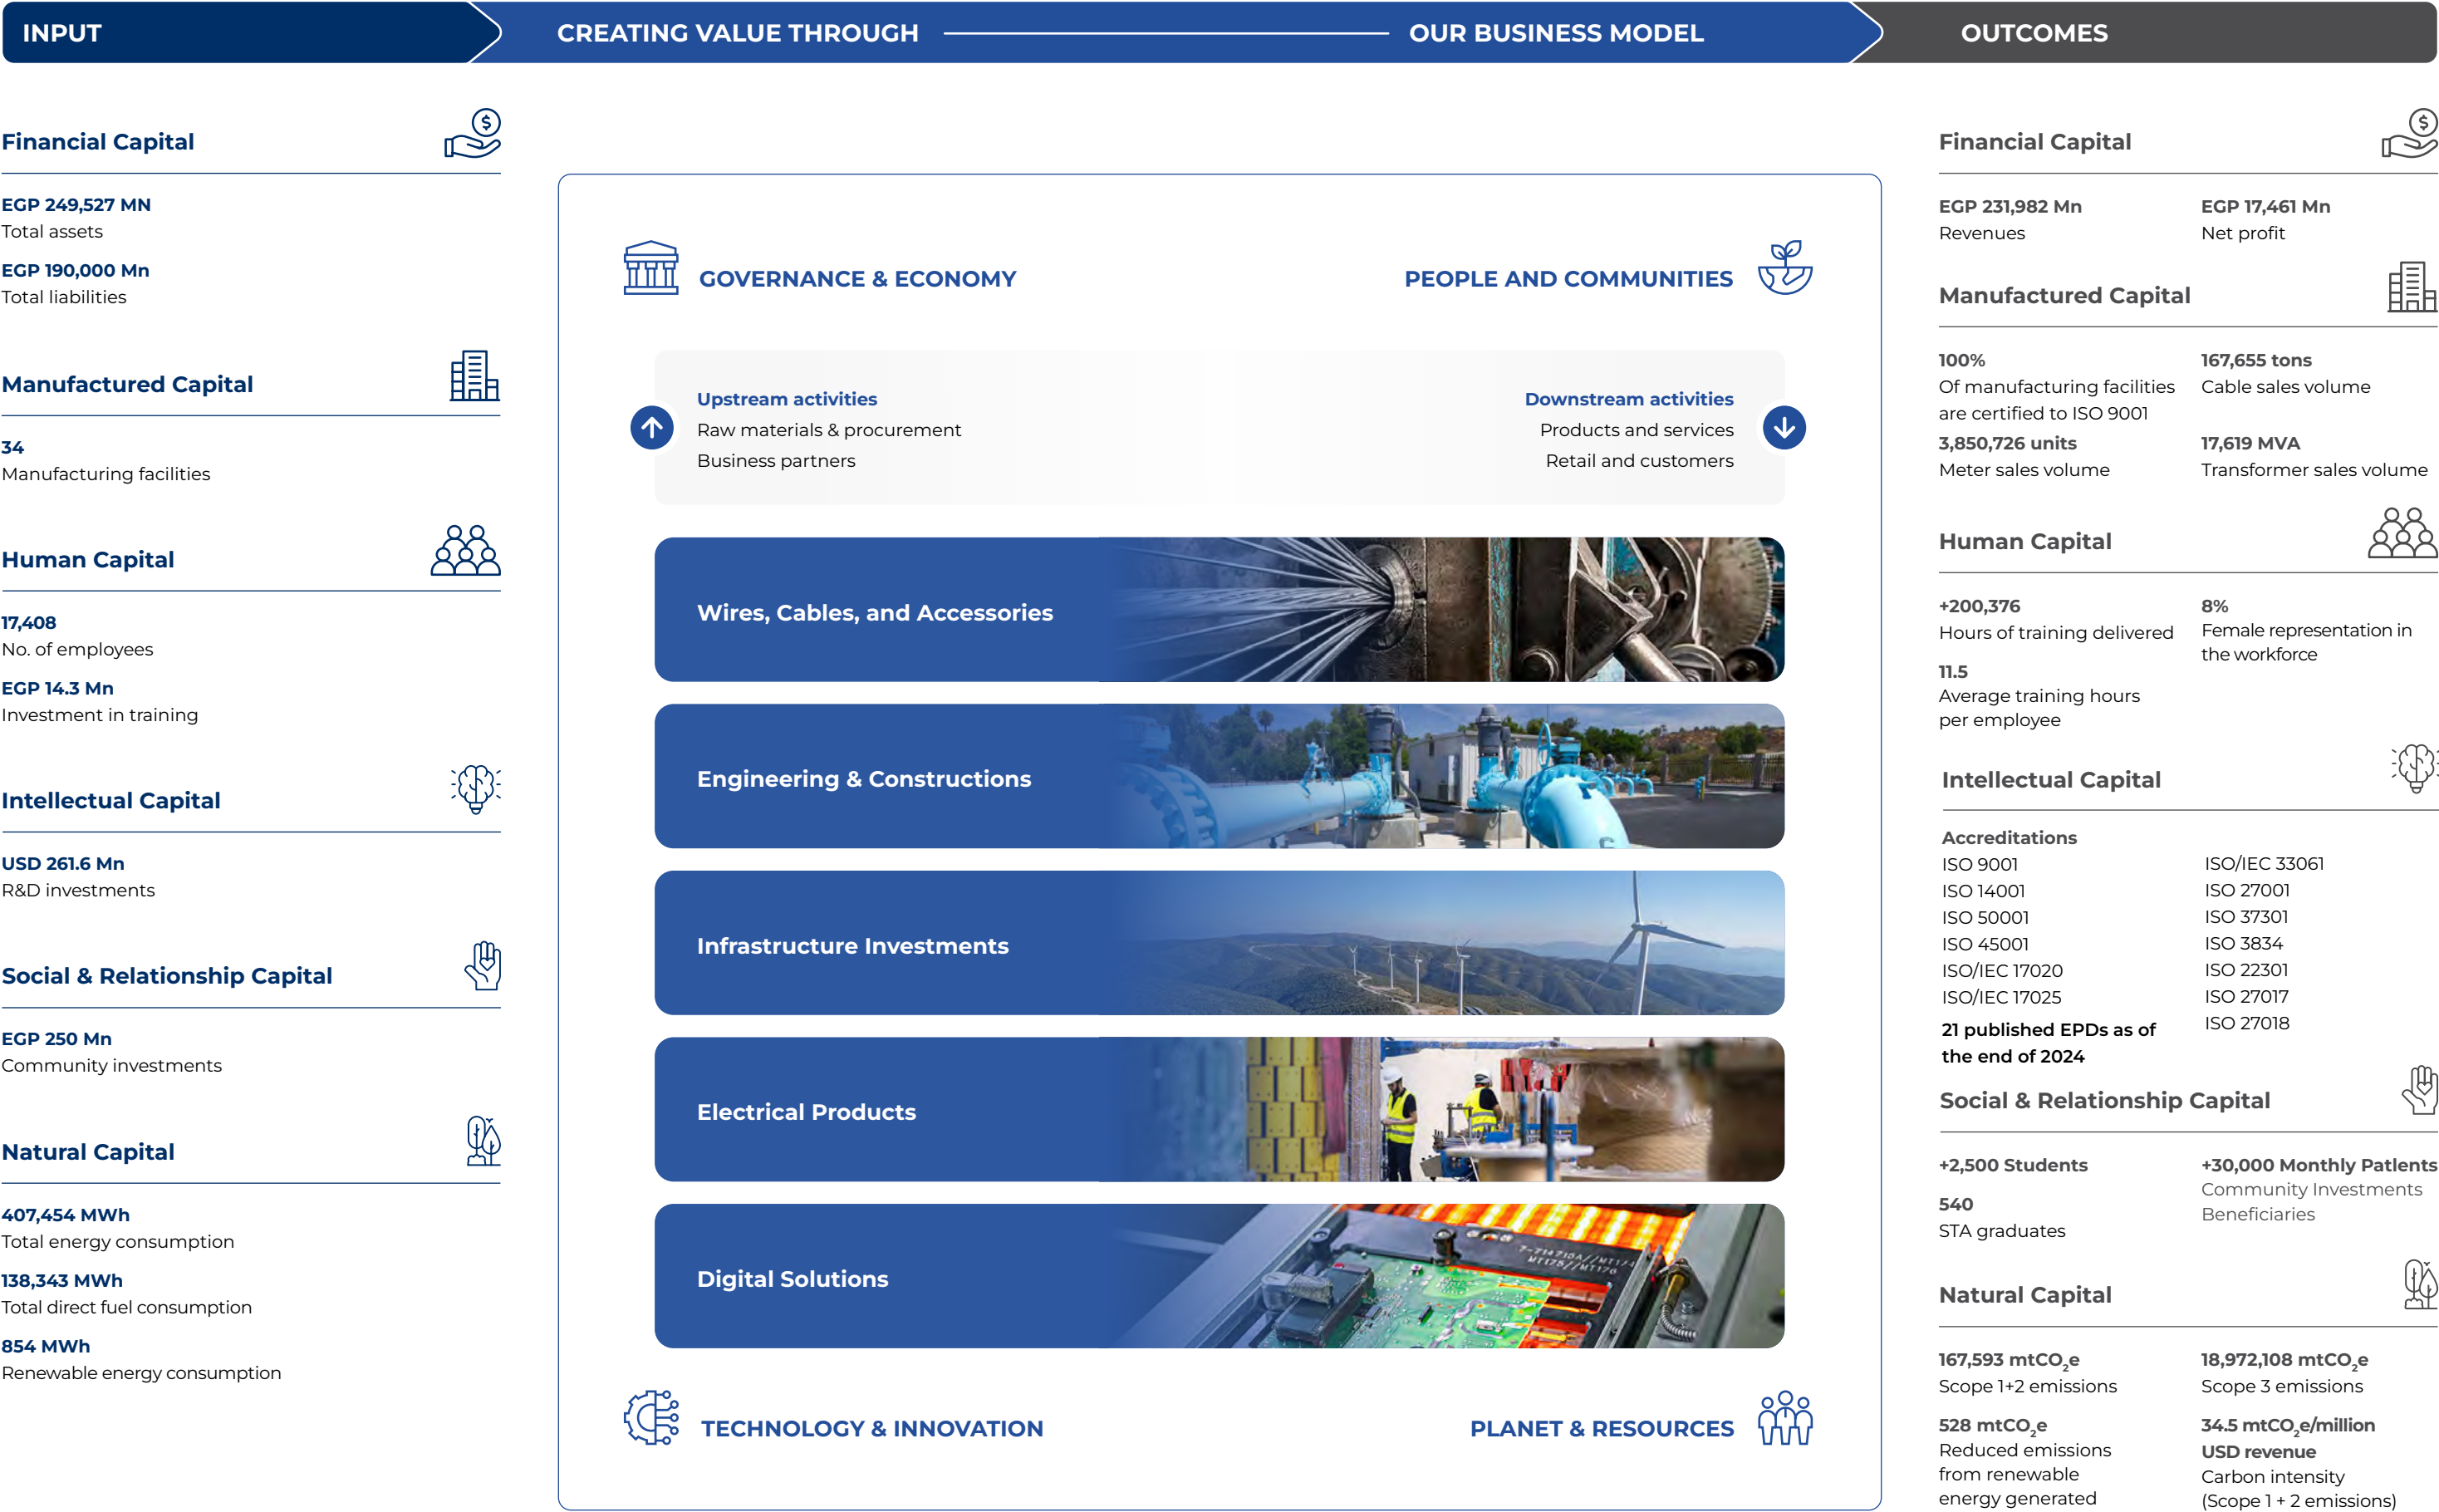 INPUT
CREATING VALUE THROUGH
OUR BUSINESS MODEL
OUTCOMES
Financial Capital
EGP 249,527 MN
Total assets
EGP 190,000 Mn
Total liabilities
Manufactured Capital
34
Manufacturing facilities
Human Capital
17,408
No. of employees
EGP 14.3 Mn
Investment in training
Intellectual Capital
USD 261.6 Mn
R&D investments
Social & Relationship Capital
EGP 250 Mn
Community investments
Natural Capital
407,454 MWh
Total energy consumption
138,343 MWh
Total direct fuel consumption
854 MWh
Renewable energy consumption
GOVERNANCE & ECONOMY
PEOPLE AND COMMUNITIES
Upstream activities
Raw materials & procurement
Business partners
Downstream activities
Products and services
Retail and customers
Wires, Cables, and Accessories
Engineering & Constructions
Infrastructure Investments
Electrical Products
Digital Solutions
7-714715A//MT174
MT175//MT176
TECHNOLOGY & INNOVATION
PLANET & RESOURCES
Financial Capital
EGP 231,982 Mn
Revenues
EGP 17,461 Mn
Net profit
Manufactured Capital
100%
Of manufacturing facilities
are certified to ISO 9001
167,655 tons
Cable sales volume
3,850,726 units
Meter sales volume
17,619 MVA
Transformer sales volume
Human Capital
+200,376
Hours of training delivered
8%
Female representation in
the workforce
11.5
Average training hours
per employee
Intellectual Capital
Accreditations
ISO 9001
ISO 14001
ISO 50001
ISO 45001
ISO/IEC 17020
ISO/IEC 17025
ISO/IEC 33061
ISO 27001
ISO 37301
ISO 3834
ISO 22301
ISO 27017
ISO 27018
21 published EPDs as of
the end of 2024
Social & Relationship Capital
+2,500 Students
540
STA graduates
+30,000 Monthly Patlents
Community Investments
Beneficiaries
Natural Capital
167,593 mtCO₂e
Scope 1+2 emissions
18,972,108 mtCO₂e
Scope 3 emissions
528 mtCO₂e
Reduced emissions
from renewable
energy generated
34.5 mtCO₂e/million
USD revenue
Carbon intensity
(Scope 1 + 2 emissions)